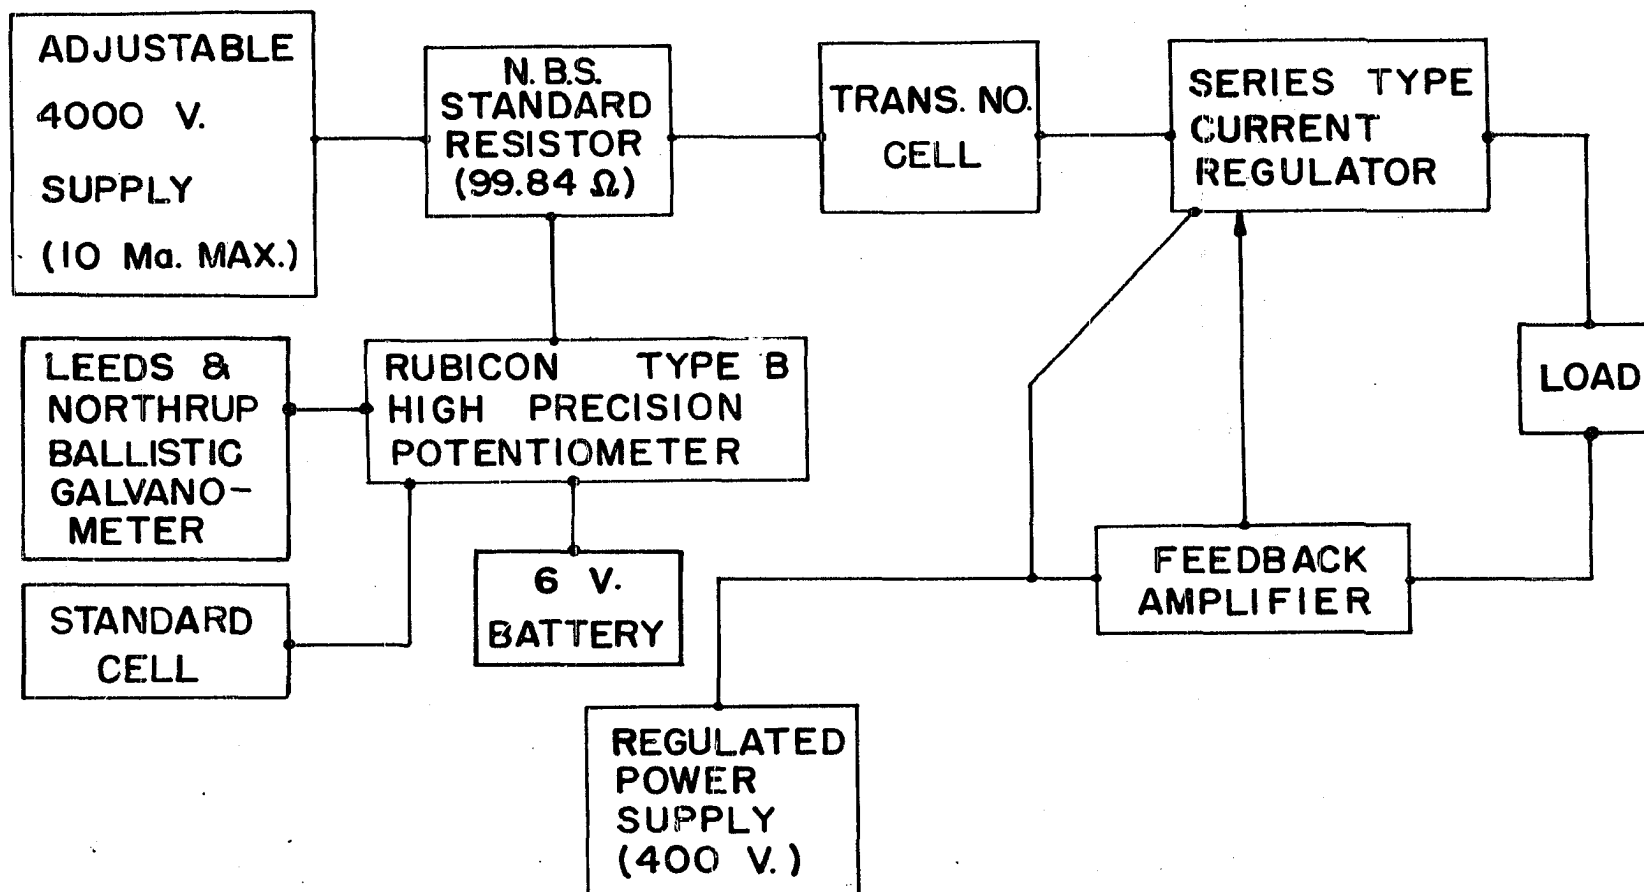 ADJUSTABLE
4000 V.
SUPPLY
(10 Ma. MAX.)
N.B.S.
STANDARD
RESISTOR
(99.84 Ω)
TRANS. NO.
CELL
SERIES TYPE
CURRENT
REGULATOR
LEEDS &
NORTHRUP
BALLISTIC
GALVANO-
METER
RUBICON TYPE B
HIGH PRECISION
POTENTIOMETER
LOAD
STANDARD
CELL
6 V.
BATTERY
FEEDBACK
AMPLIFIER
REGULATED
POWER
SUPPLY
(400 V.)